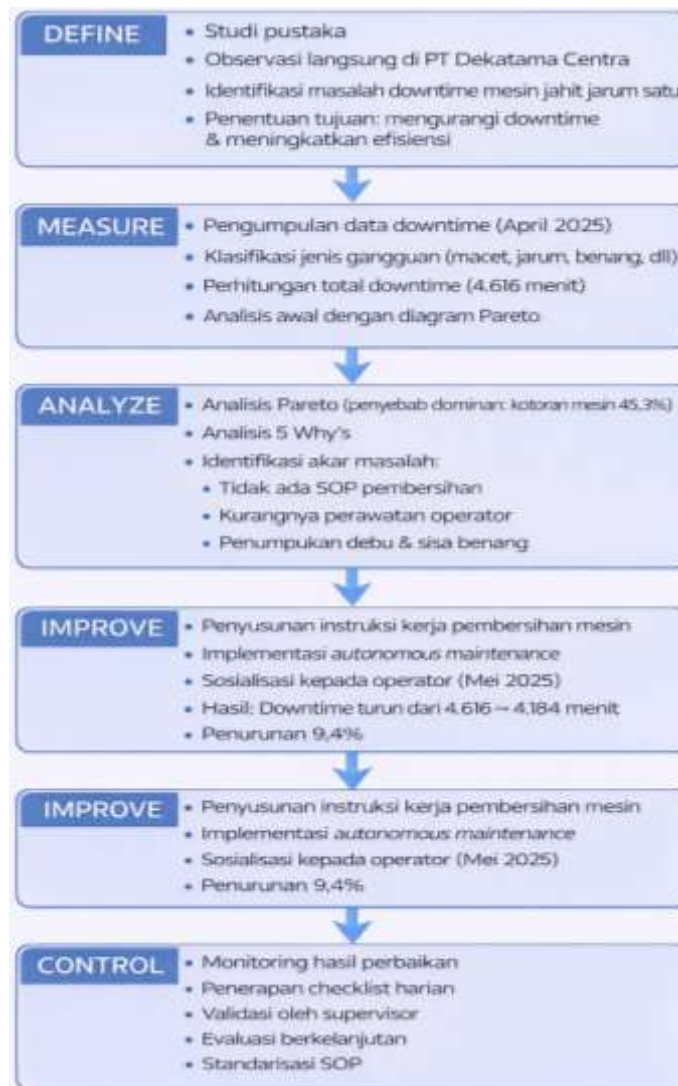 DEFINE
• Studi pustaka
• Observasi langsung di PT Dekatama Centra
• Identifikasi masalah downtime mesin jahit jarum satu
• Penentuan tujuan: mengurangi downtime
& meningkatkan efisiensi
MEASURE
• Pengumpulan data downtime (April 2025)
• Klasifikasi jenis gangguan (macet, jarum, benang, dll)
• Perhitungan total downtime (4.616 menit)
• Analisis awal dengan diagram Pareto
ANALYZE
• Analisis Pareto (penyebab dominan: kotoran mesin 45,3%)
• Analisis 5 Why's
• Identifikasi akar masalah:
• Tidak ada SOP pembersihan
• Kurangnya perawatan operator
• Penumpukan debu & sisa benang
IMPROVE
• Penyusunan instruksi kerja pembersihan mesin
• Implementasi autonomous maintenance
• Sosialisasi kepada operator (Mei 2025)
• Hasil: Downtime turun dari 4.616 — 4.184 menit
• Penurunan 9,4%
IMPROVE
• Penyusunan instruksi kerja pembersihan mesin
• Implementasi autonomous maintenance
• Sosialisasi kepada operator (Mei 2025)
• Penurunan 9,4%
CONTROL
• Monitoring hasil perbaikan
• Penerapan checklist harian
• Validasi oleh supervisor
• Evaluasi berkelanjutan
• Standarisasi SOP